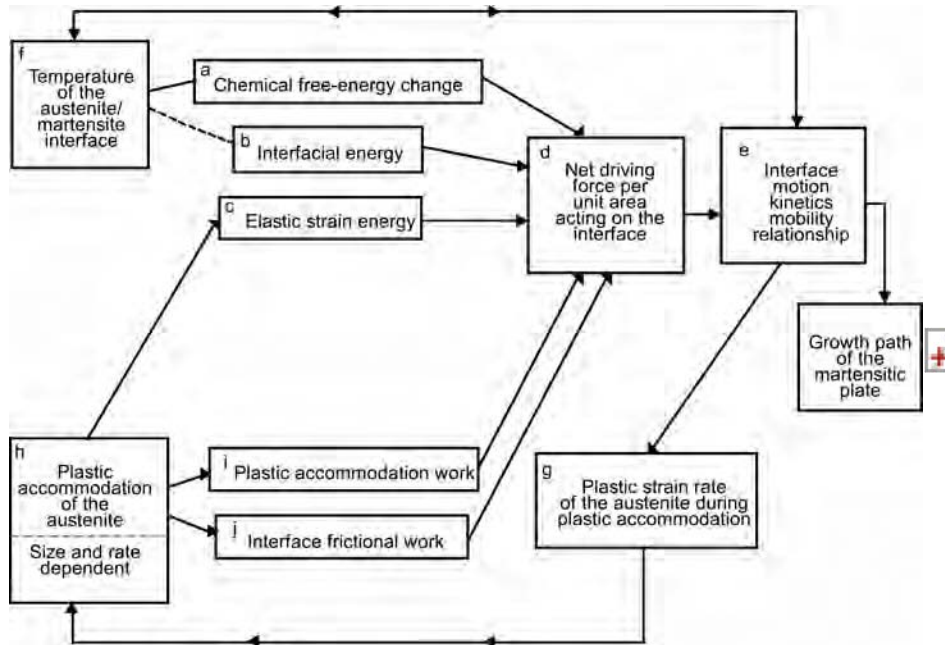 f
Temperature
of the
austenite/
martensite
interface
a
Chemical free-energy change
b
Interfacial energy
c
Elastic strain energy
d
Net driving
force per
unit area
acting on the
interface
e
Interface
motion
kinetics
mobility
relationship
Growth path
of the
martensitic
plate
h
Plastic
accommodation
of the
austenite
Size and rate
dependent
i
Plastic accommodation work
j
Interface frictional work
g
Plastic strain rate
of the austenite during
plastic accommodation